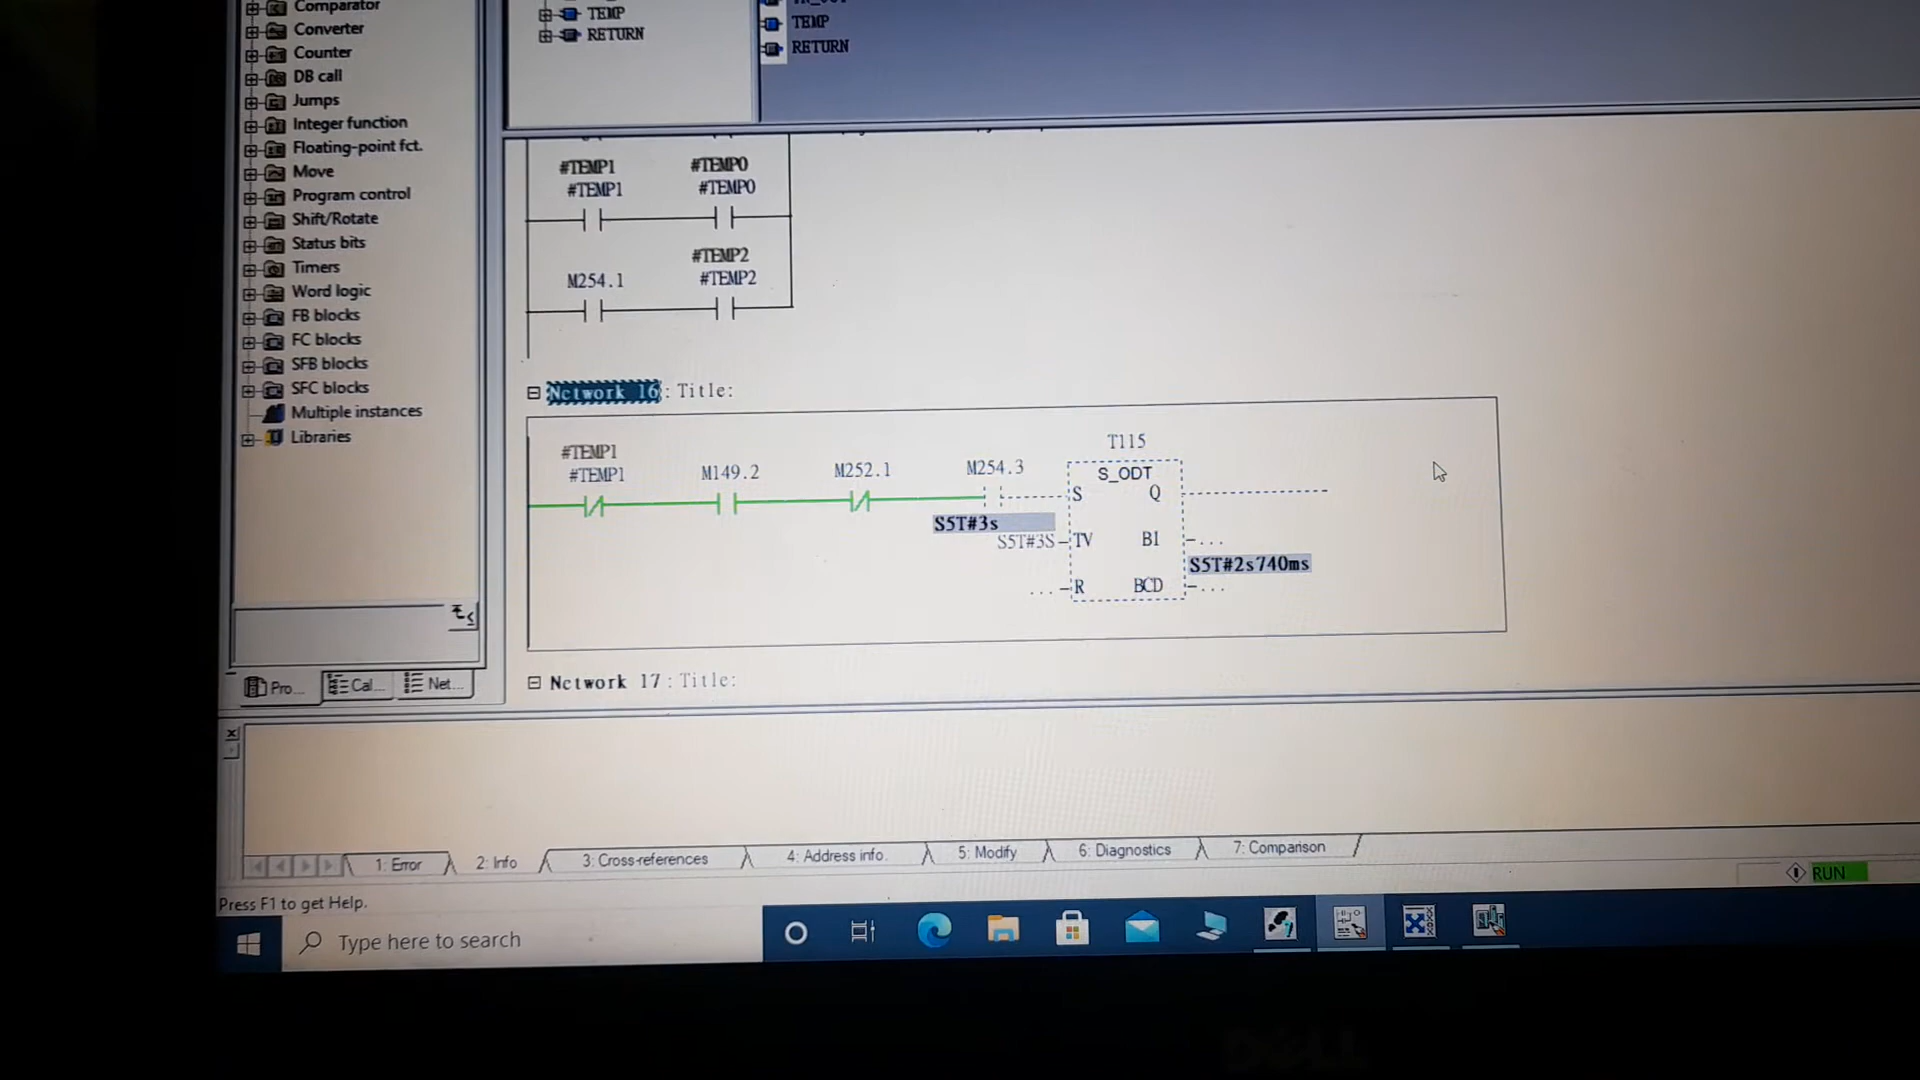 Comparator
Converter
Counter
DB call
Jumps
Integer function
Floating-point fct.
Move
Program control
Shift/Rotate
Status bits
Timers
Word logic
FB blocks
FC blocks
SFB blocks
SFC blocks
Multiple instances
Libraries
Pro...
Cal...
Net...
TEMP
RETURN
TEMP
RETURN
#TEMP1
#TEMP1
#TEMP0
#TEMP0
M254.1
#TEMP2
#TEMP2
Network 16 : Title:
#TEMP1
#TEMP1
M149.2
M252.1
M254.3
T115
S_ODT
S
Q
S5T#3s
S5T#3S
TV
BI
...
S5T#2s740ms
...
R
BCD
...
Network 17 : Title:
1: Error
2: Info
3: Cross-references
4: Address info.
5: Modify
6: Diagnostics
7: Comparison
RUN
Press F1 to get Help.
Type here to search
DELL